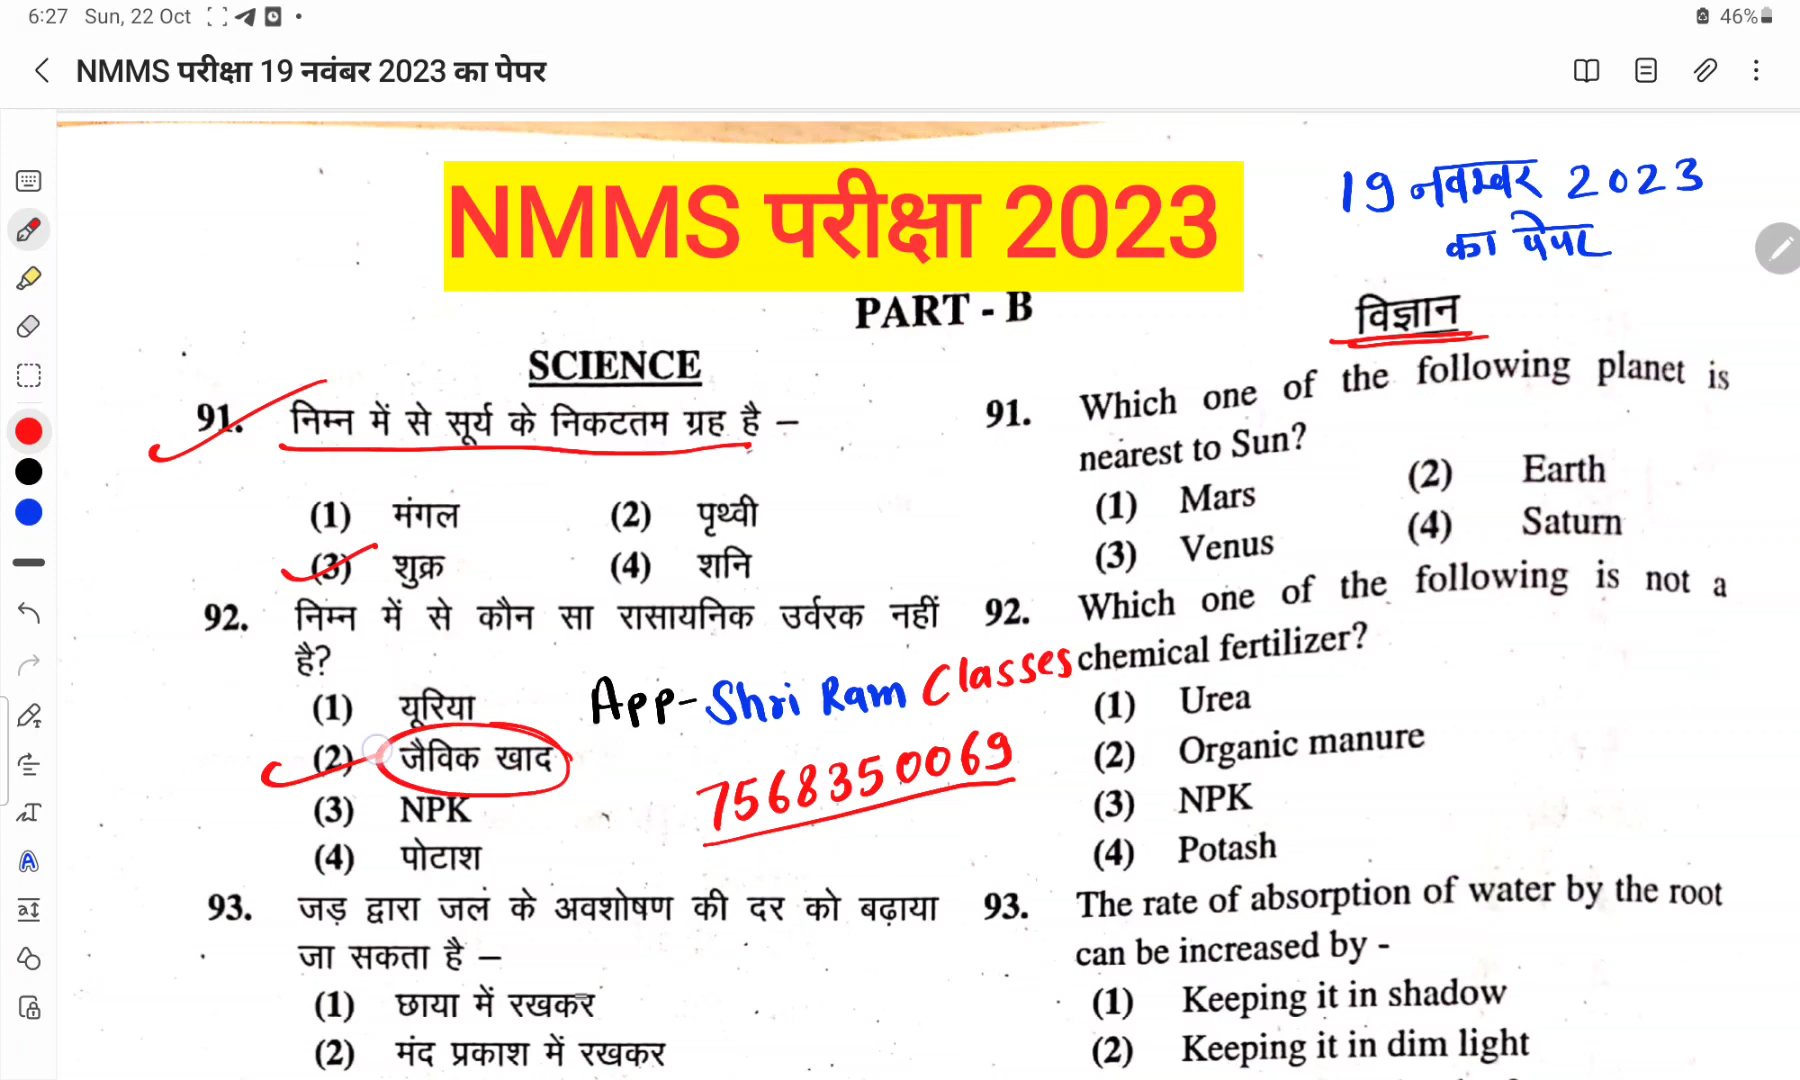 6:27 Sun, 22 Oct
46%
NMMS परीक्षा 19 नवंबर 2023 का पेपर
NMMS परीक्षा 2023
19 नवम्बर 2023
का पेपर
PART - B
विज्ञान
SCIENCE
91. निम्न में से सूर्य के निकटतम ग्रह है –
(1) मंगल (2) पृथ्वी
(3) शुक्र (4) शनि
92. निम्न में से कौन सा रासायनिक उर्वरक नहीं
है?
(1) यूरिया
(2) जैविक खाद
(3) NPK
(4) पोटाश
App-Shri Ram Classes
7568350069
93. जड़ द्वारा जल के अवशोषण की दर को बढ़ाया
जा सकता है –
(1) छाया में रखकर
(2) मंद प्रकाश में रखकर
91. Which one of the following planet is
nearest to Sun?
(1) Mars (2) Earth
(3) Venus (4) Saturn
92. Which one of the following is not a
chemical fertilizer?
(1) Urea
(2) Organic manure
(3) NPK
(4) Potash
93. The rate of absorption of water by the root
can be increased by -
(1) Keeping it in shadow
(2) Keeping it in dim light